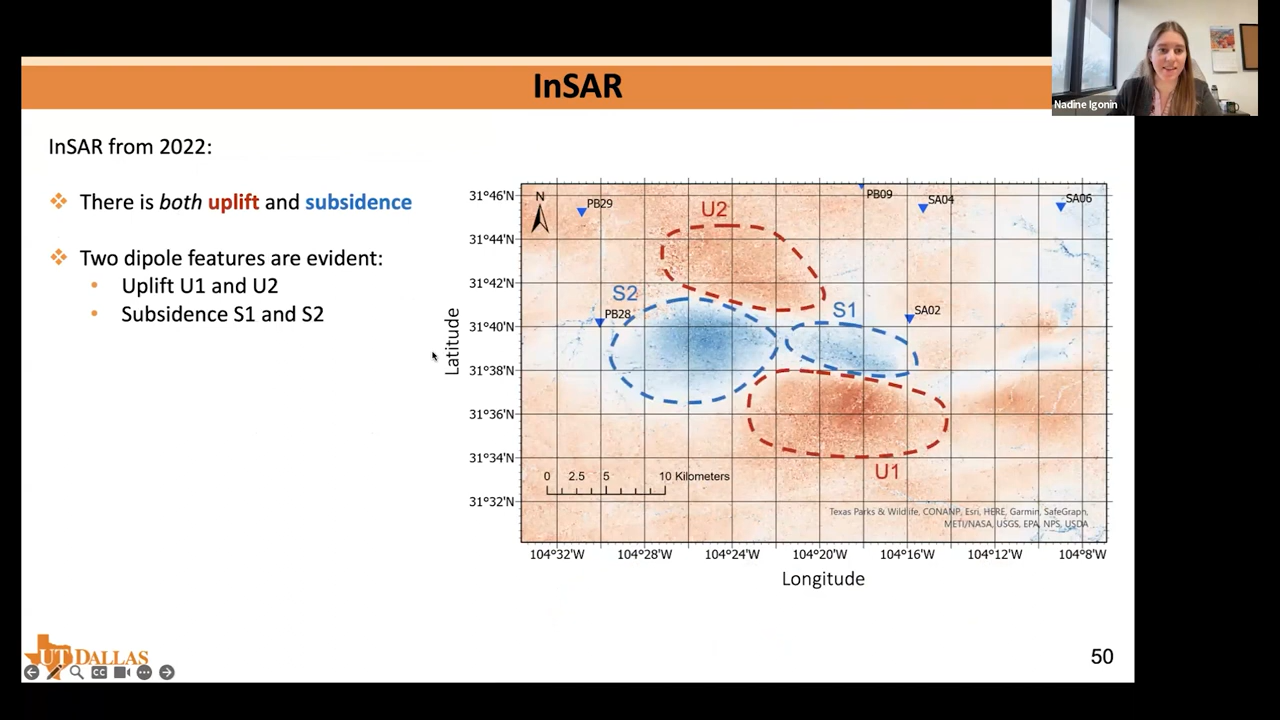 InSAR
Nadine Igonin
InSAR from 2022:
There is both uplift and subsidence
Two dipole features are evident:
• Uplift U1 and U2
• Subsidence S1 and S2
Latitude
31°46'N
31°44'N
31°42'N
31°40'N
31°38'N
31°36'N
31°34'N
31°32'N
N
PB29
U2
PB09
SA04
SA06
S2
PB28
S1
SA02
U1
0 2.5 5 10 Kilometers
Texas Parks & Wildlife, CONANP, Esri, HERE, Garmin, SafeGraph,
METI/NASA, USGS, EPA, NPS, USDA
104°32'W 104°28'W 104°24'W 104°20'W 104°16'W 104°12'W 104°8'W
Longitude
UT DALLAS
CC
50